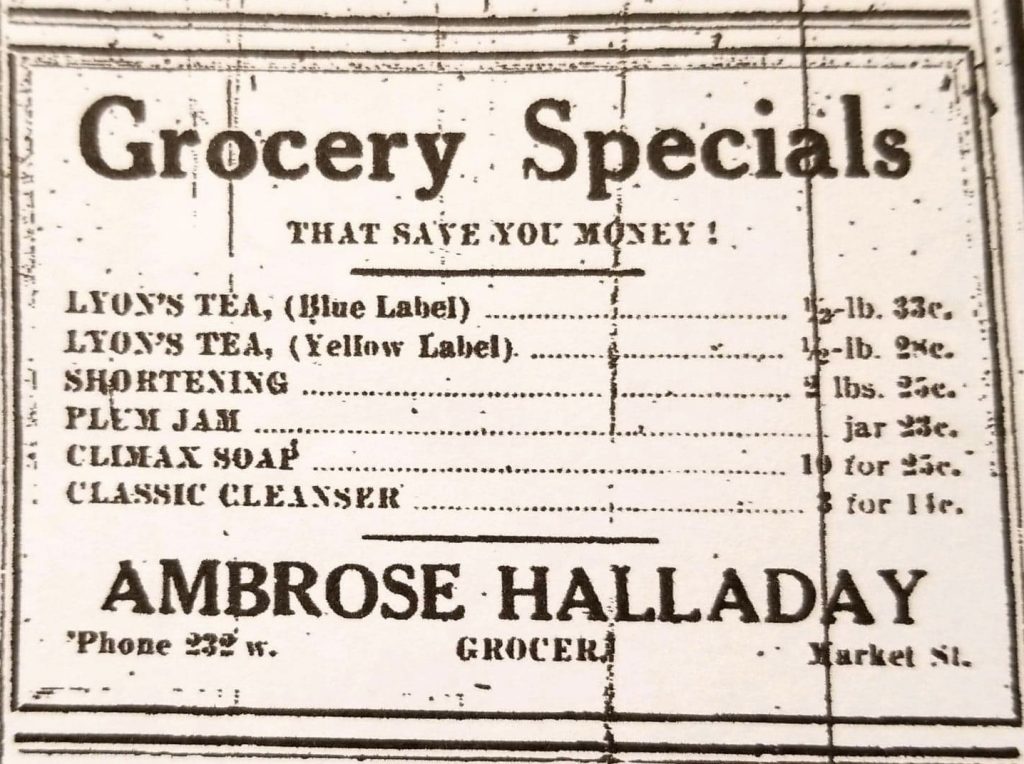 Grocery Specials
THAT SAVE YOU MONEY!
LYON'S TEA, (Blue Label) ½-lb. 33c.
LYON'S TEA, (Yellow Label) ½-lb. 28c.
SHORTENING 2 lbs. 25c.
PLUM JAM jar 23c.
CLIMAX SOAP 10 for 25c.
CLASSIC CLEANSER 3 for 14c.
AMBROSE HALLADAY
'Phone 232 w. GROCER. Market St.